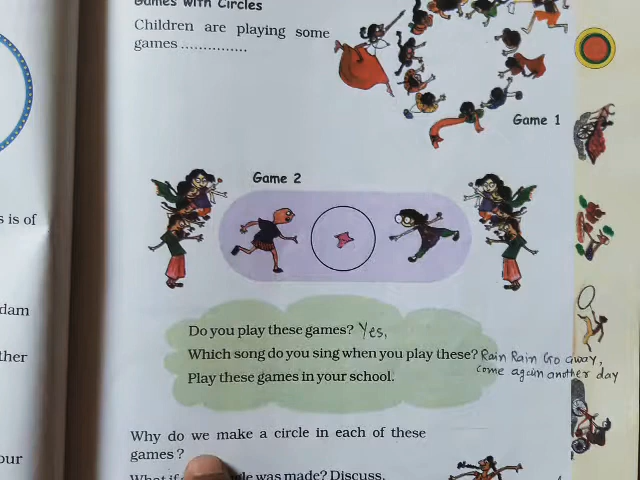 Games with Circles
Children are playing some
games ...............
Game 1
Game 2
s is of
dam
ther
our
Do you play these games? Yes,
Which song do you sing when you play these? Rain Rain Go away,
come again another day
Play these games in your school.
Why do we make a circle in each of these
games ?
What if was made? Discuss.